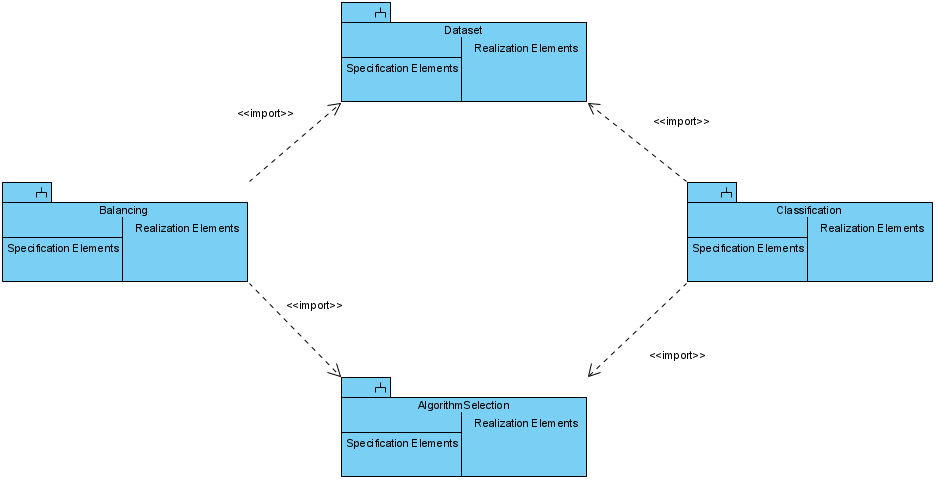 Dataset
Realization Elements
Specification Elements
<<import>>
<<import>>
Balancing
Realization Elements
Specification Elements
Classification
Realization Elements
Specification Elements
<<import>>
<<import>>
AlgorithmSelection
Realization Elements
Specification Elements